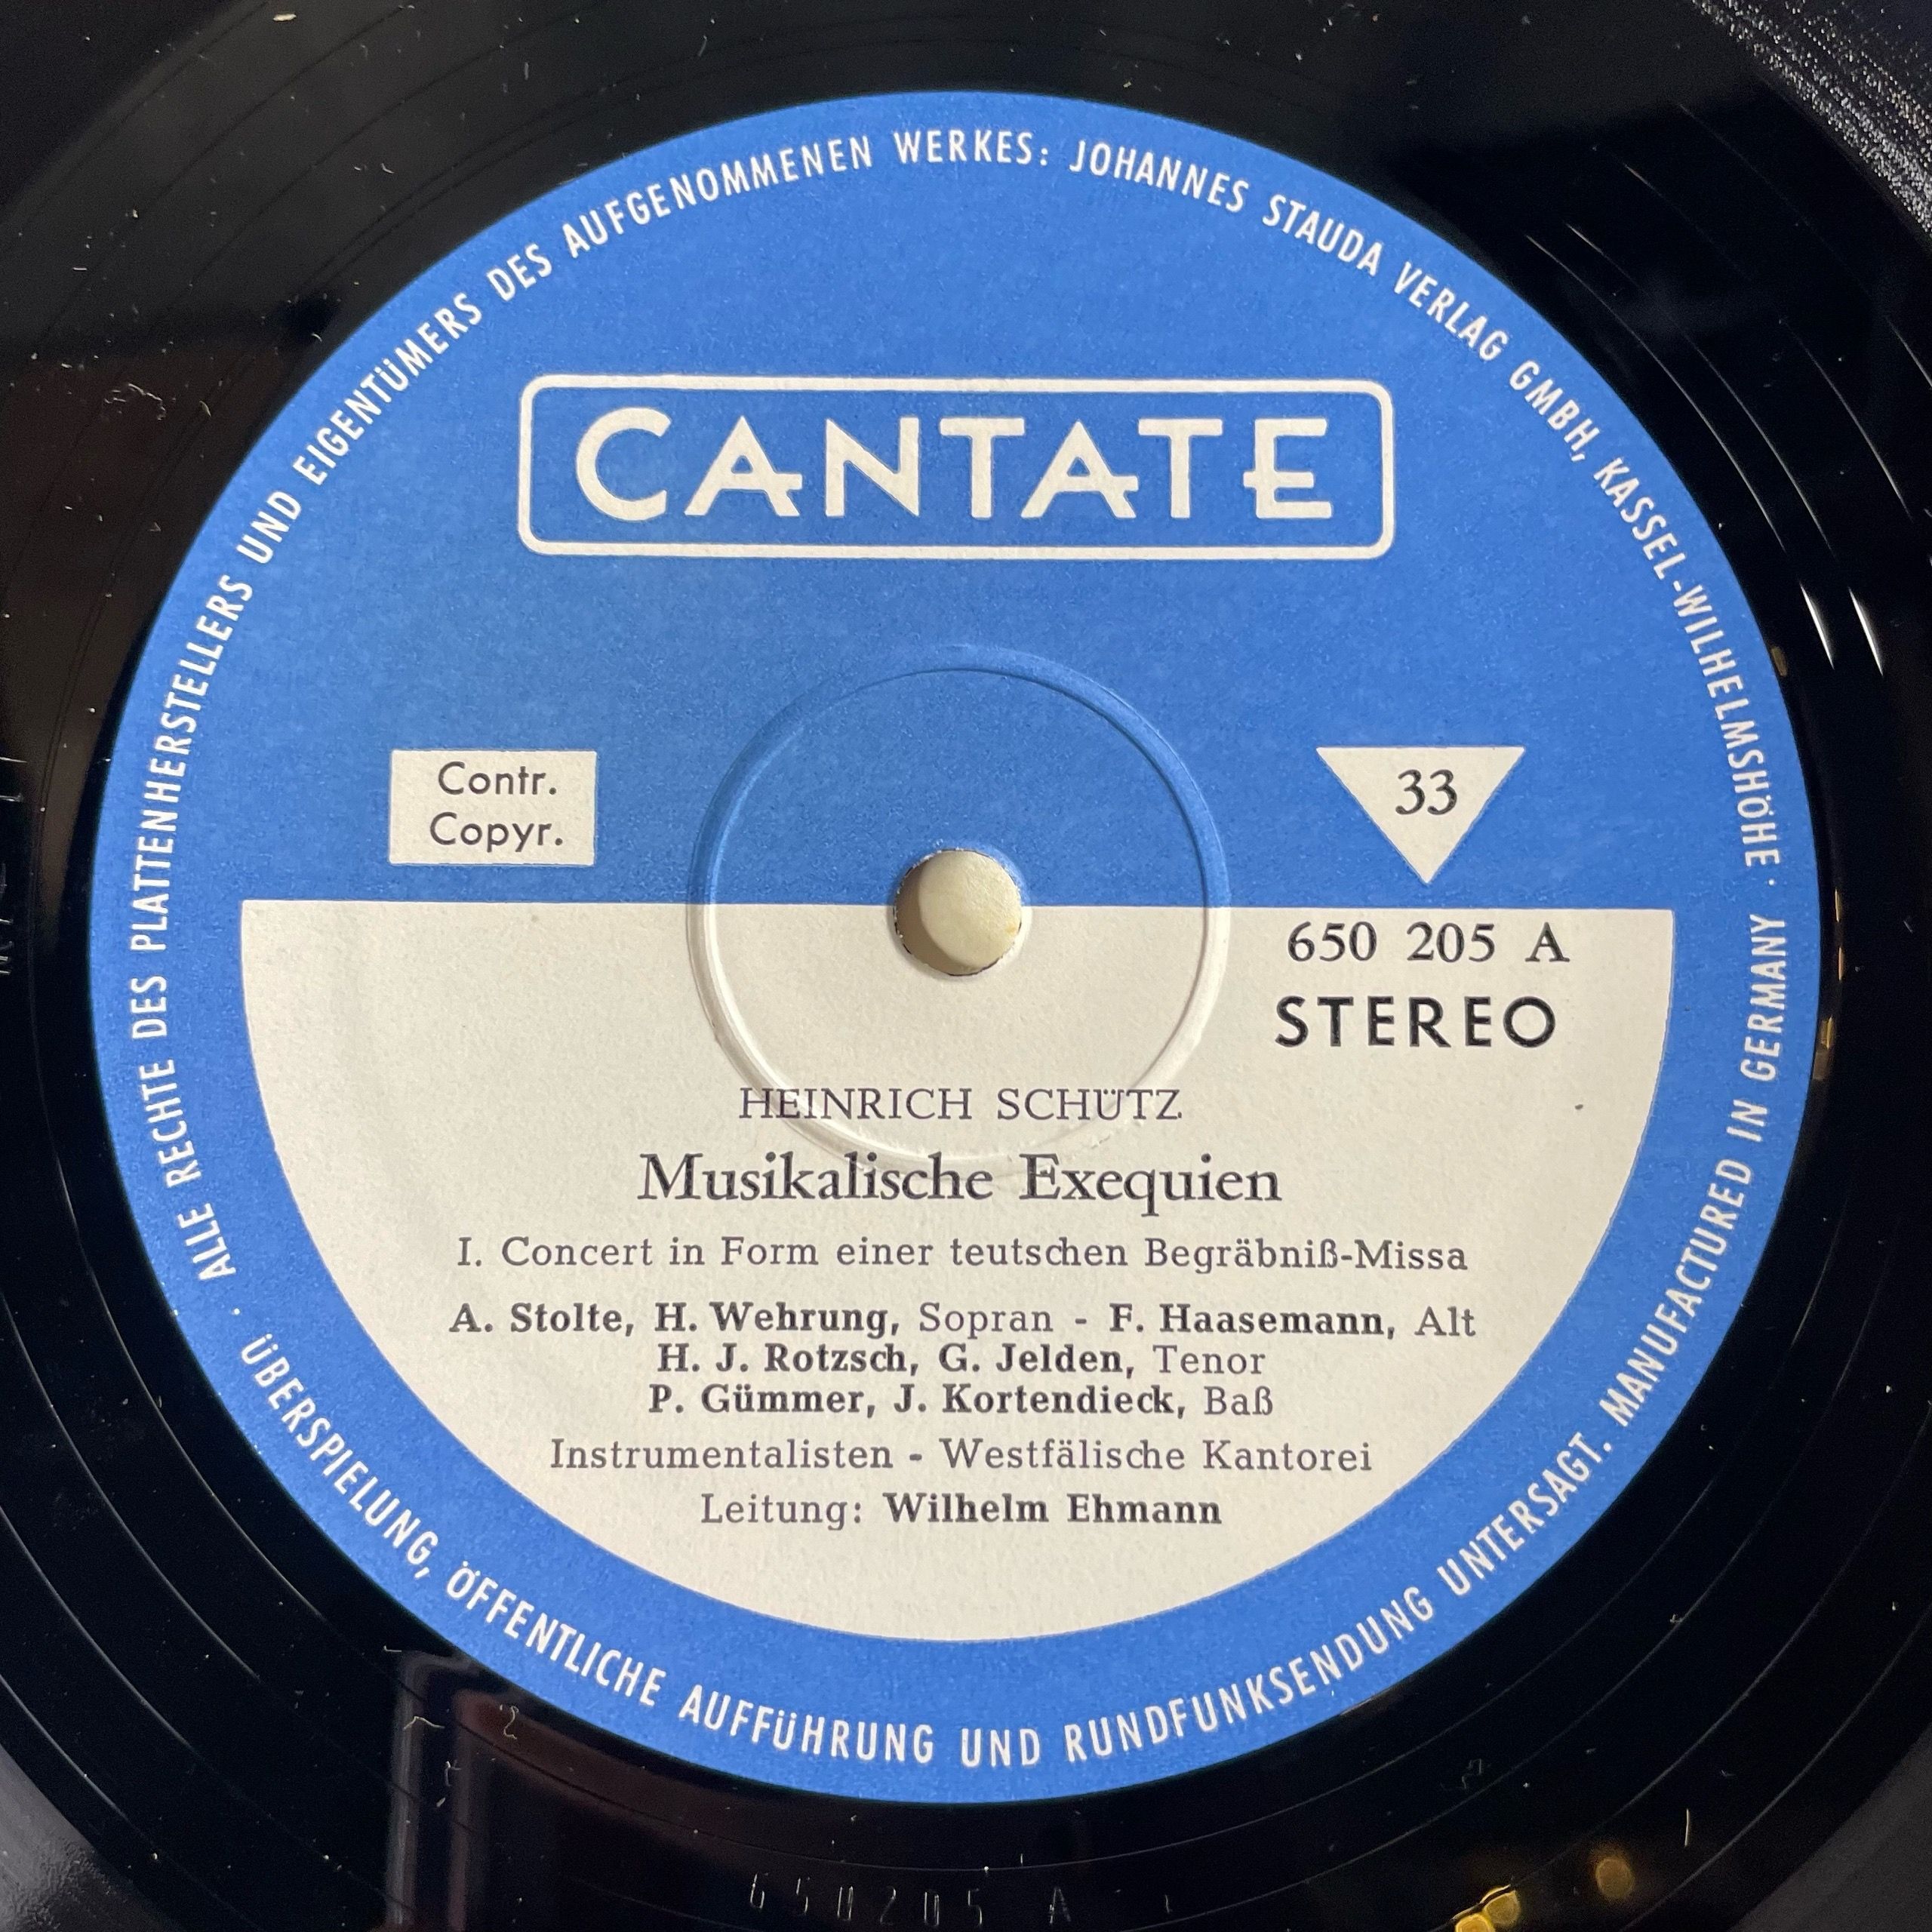 ALLE RECHTE DES PLATTENHERSTELLERS UND EIGENTÜMERS DES AUFGENOMMENEN WERKES: JOHANNES STAUDA VERLAG GMBH, KASSEL-WILHELMSHÖHE ·
CANTATE
Contr.
Copyr.
33
650 205 A
STEREO
HEINRICH SCHÜTZ
Musikalische Exequien
I. Concert in Form einer teutschen Begräbniß-Missa
A. Stolte, H. Wehrung, Sopran - F. Haasemann, Alt
H. J. Rotzsch, G. Jelden, Tenor
P. Gümmer, J. Kortendieck, Baß
Instrumentalisten - Westfälische Kantorei
Leitung: Wilhelm Ehmann
· ÜBERSPIELUNG, ÖFFENTLICHE AUFFÜHRUNG UND RUNDFUNKSENDUNG UNTERSAGT. MANUFACTURED IN GERMANY
650205 A